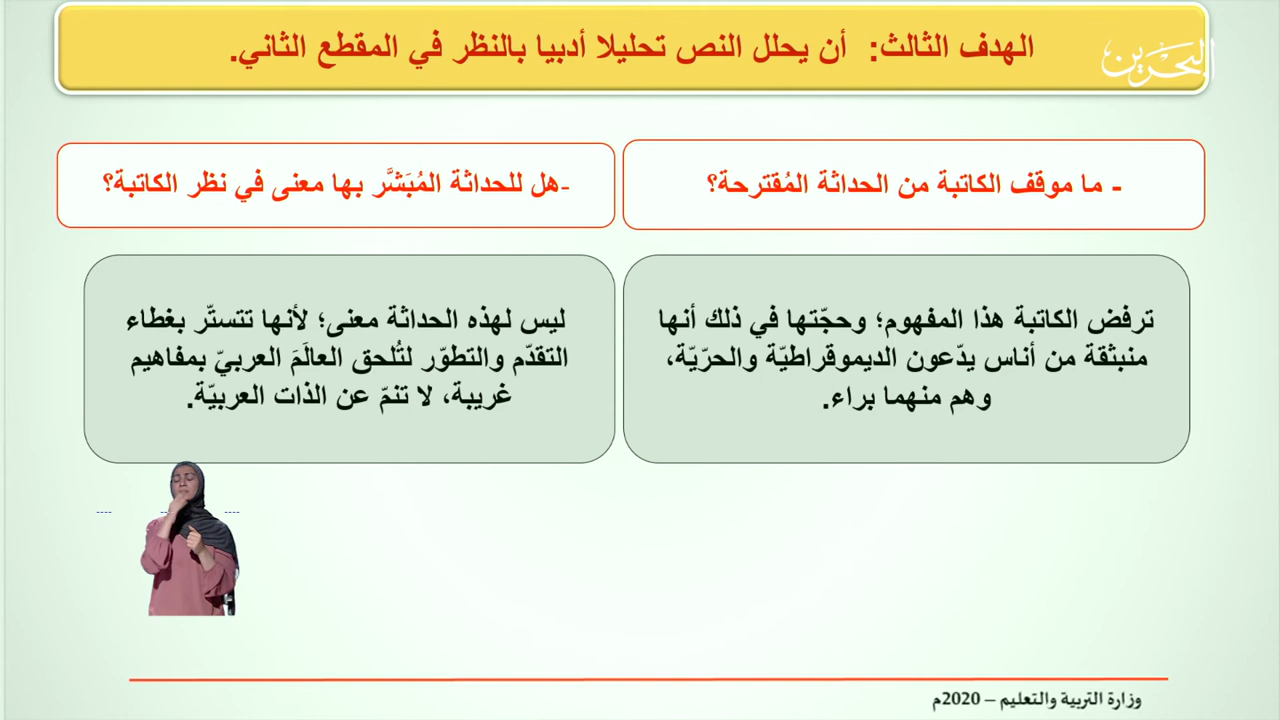 الهدف الثالث: أن يحلل النص تحليلا أدبيا بالنظر في المقطع الثاني.
البحرين
- ما موقف الكاتبة من الحداثة المُقترحة؟
-هل للحداثة المُبَشَّر بها معنى في نظر الكاتبة؟
ترفض الكاتبة هذا المفهوم؛ وحجّتها في ذلك أنها
منبثقة من أناس يدّعون الديموقراطيّة والحرّيّة،
وهم منهما براء.
ليس لهذه الحداثة معنى؛ لأنها تتستّر بغطاء
التقدّم والتطوّر لتُلحق العالَمَ العربيّ بمفاهيم
غريبة، لا تنمّ عن الذات العربيّة.
وزارة التربية والتعليم – 2020م